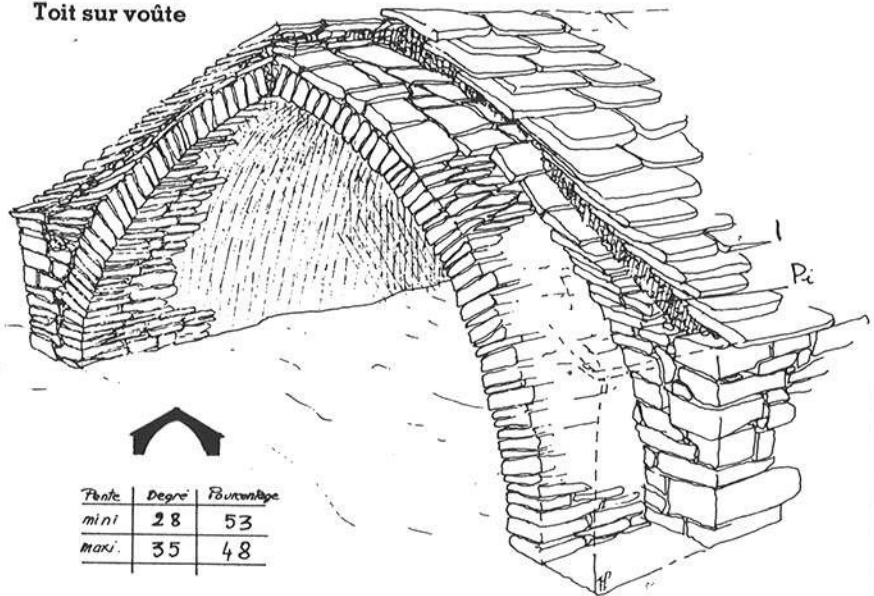 Toit sur voûte
l
Pi
Pente Degré Pourcentage
mini 28 53
maxi. 35 48